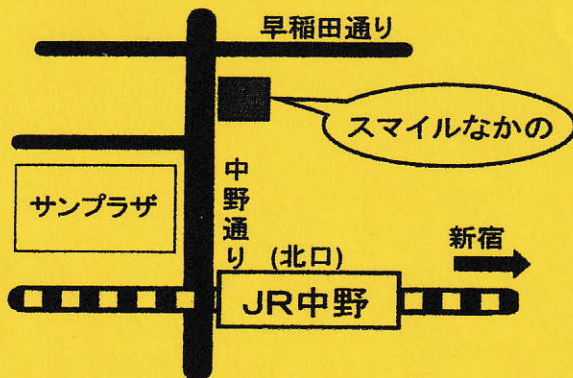 早稲田通り
スマイルなかの
サンプラザ
中野通り
(北口)
新宿
JR中野